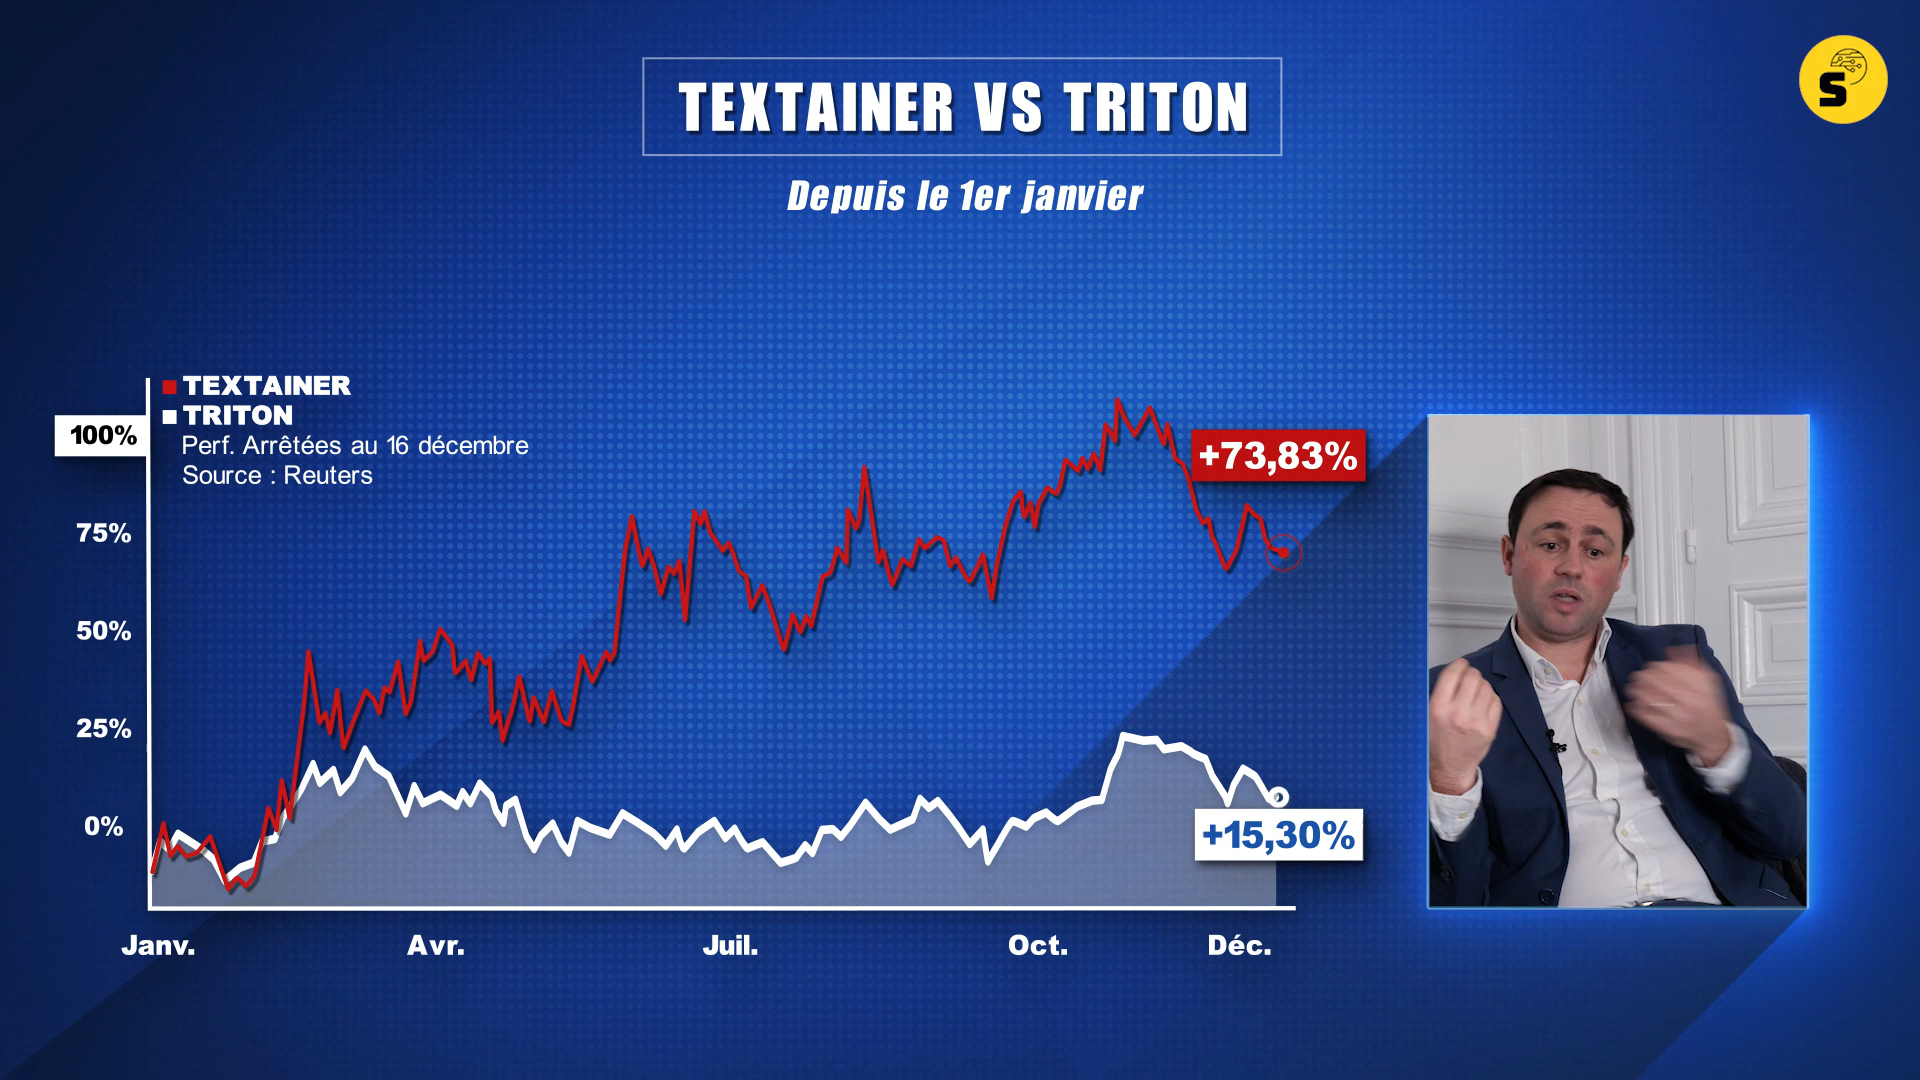 TEXTAINER VS TRITON
Depuis le 1er janvier
S
TEXTAINER
TRITON
Perf. Arrêtées au 16 décembre
Source : Reuters
100%
75%
50%
25%
0%
+73,83%
+15,30%
Janv. Avr. Juil. Oct. Déc.